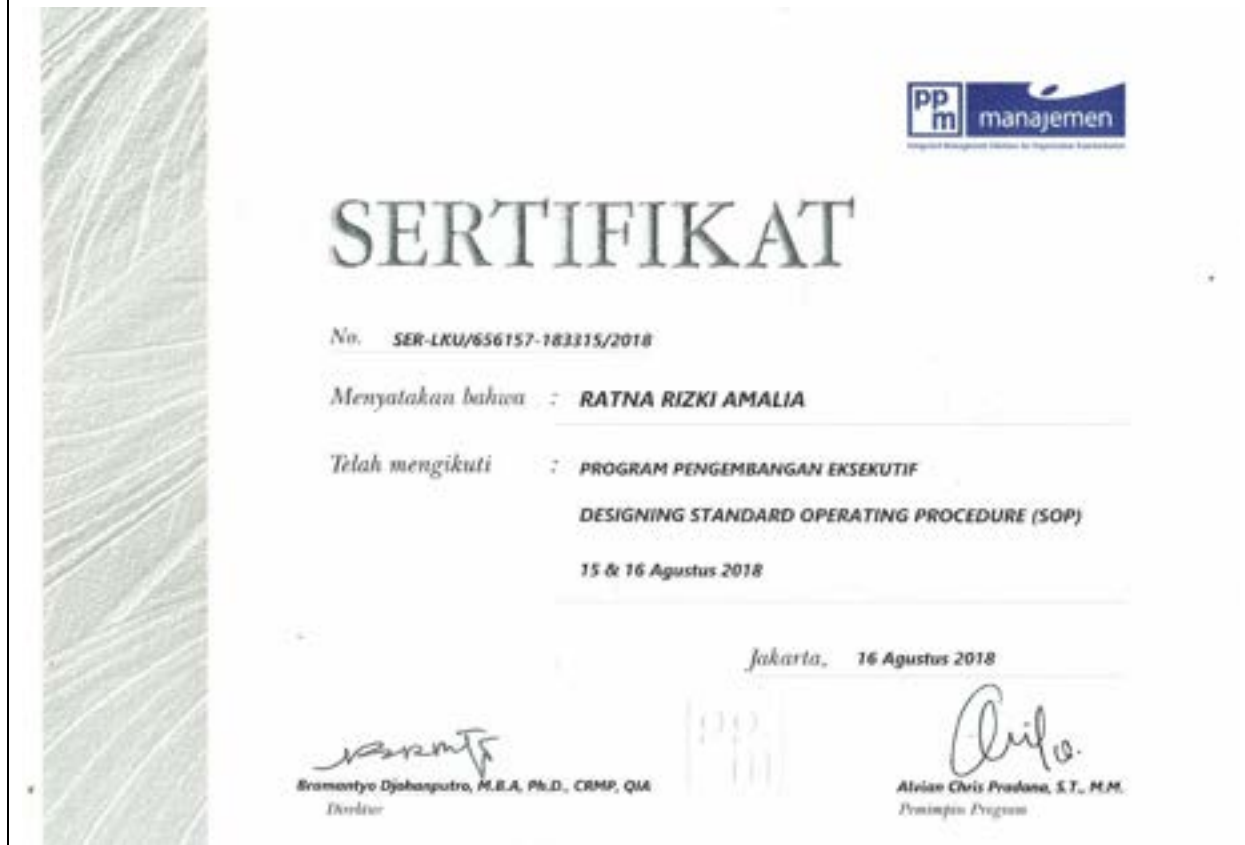 ppm manajemen
SERTIFIKAT
No. SER-LKU/656157-183315/2018
Menyatakan bahwa : RATNA RIZKI AMALIA
Telah mengikuti : PROGRAM PENGEMBANGAN EKSEKUTIF
DESIGNING STANDARD OPERATING PROCEDURE (SOP)
15 & 16 Agustus 2018
Jakarta, 16 Agustus 2018
Bramantyo Djohanputro, M.B.A, Ph.D., CRMP, QIA
Direktur
Alvian Chris Pradana, S.T., M.M.
Pemimpin Program